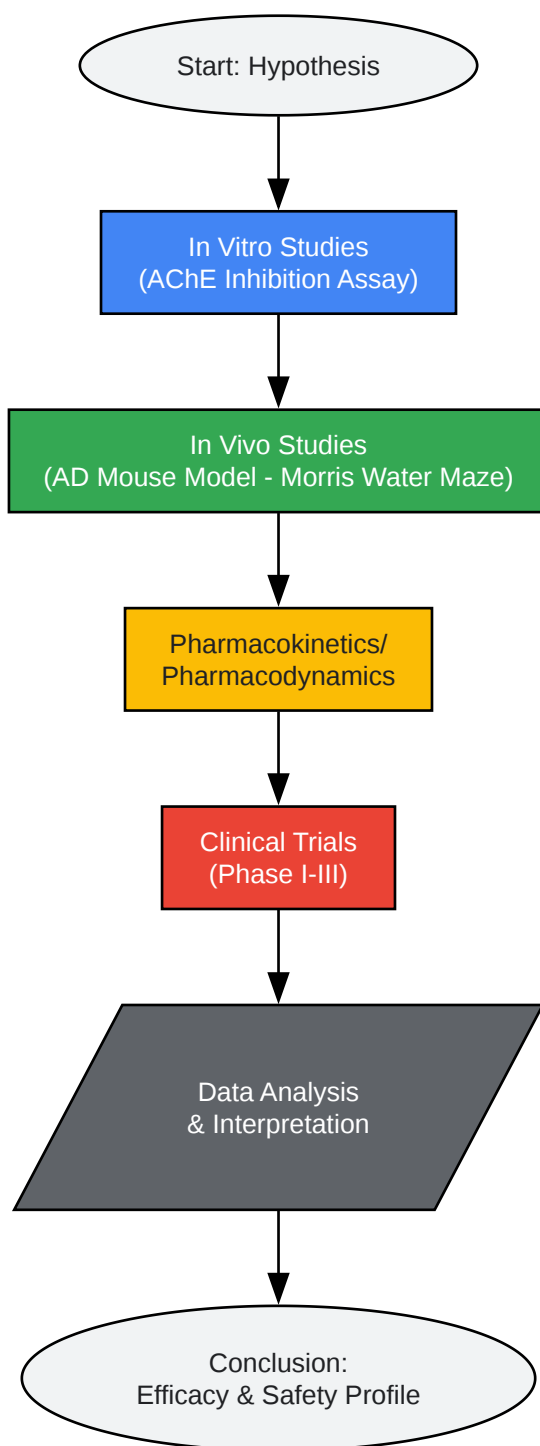 Start: Hypothesis
In Vitro Studies
(AChE Inhibition Assay)
In Vivo Studies
(AD Mouse Model - Morris Water Maze)
Pharmacokinetics/
Pharmacodynamics
Clinical Trials
(Phase I-III)
Data Analysis
& Interpretation
Conclusion:
Efficacy & Safety Profile